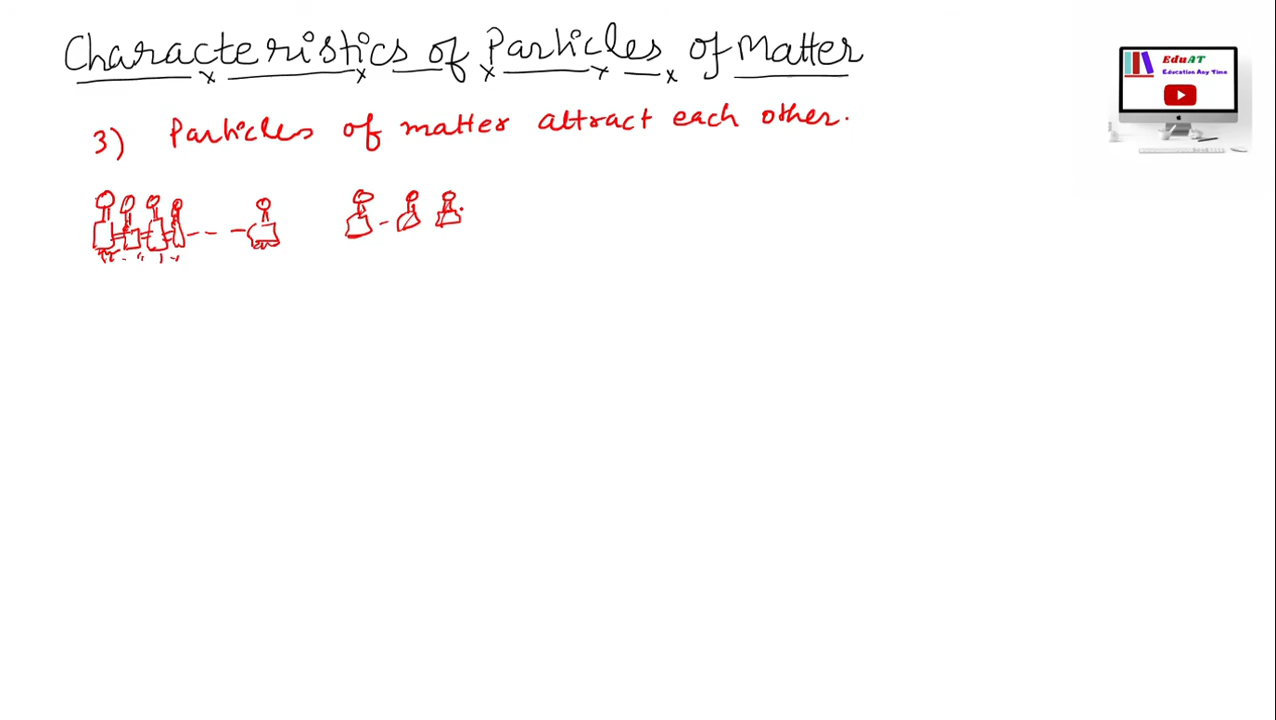 Characteristics of Particles of Matter
EduAT
Education Any Time
3) Particles of matter attract each other.